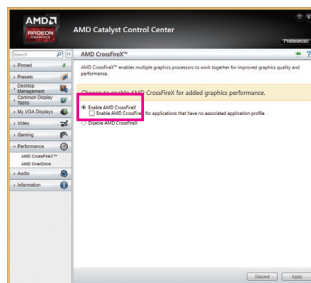 AMD
RADEON
GRAPHICS
AMD Catalyst Control Center
Preferences
Search
AMD CrossFireX™
Pinned
Presets
Desktop Management
Common Display Tasks
My VGA Displays
Video
Gaming
Performance
AMD CrossFireX™
AMD OverDrive
Audio
Information
AMD CrossFireX™ enables multiple graphics processors to work together for improved graphics quality and
performance.
Choose to enable AMD CrossFireX for added graphics performance.
Enable AMD CrossFireX
Enable AMD CrossFireX for applications that have no associated application profile
Disable AMD CrossFireX
Discard
Apply